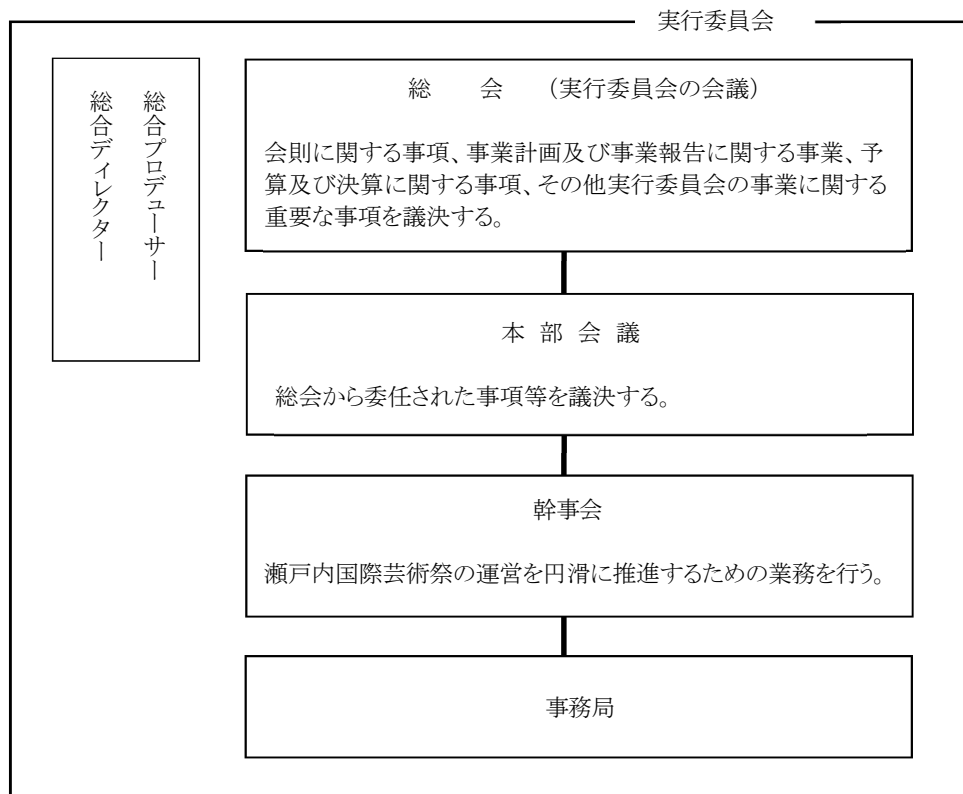 実行委員会
総合プロデューサー
総合ディレクター
総　　会　（実行委員会の会議）
会則に関する事項、事業計画及び事業報告に関する事業、予
算及び決算に関する事項、その他実行委員会の事業に関する
重要な事項を議決する。
本 部 会 議
総会から委任された事項等を議決する。
幹事会
瀬戸内国際芸術祭の運営を円滑に推進するための業務を行う。
事務局